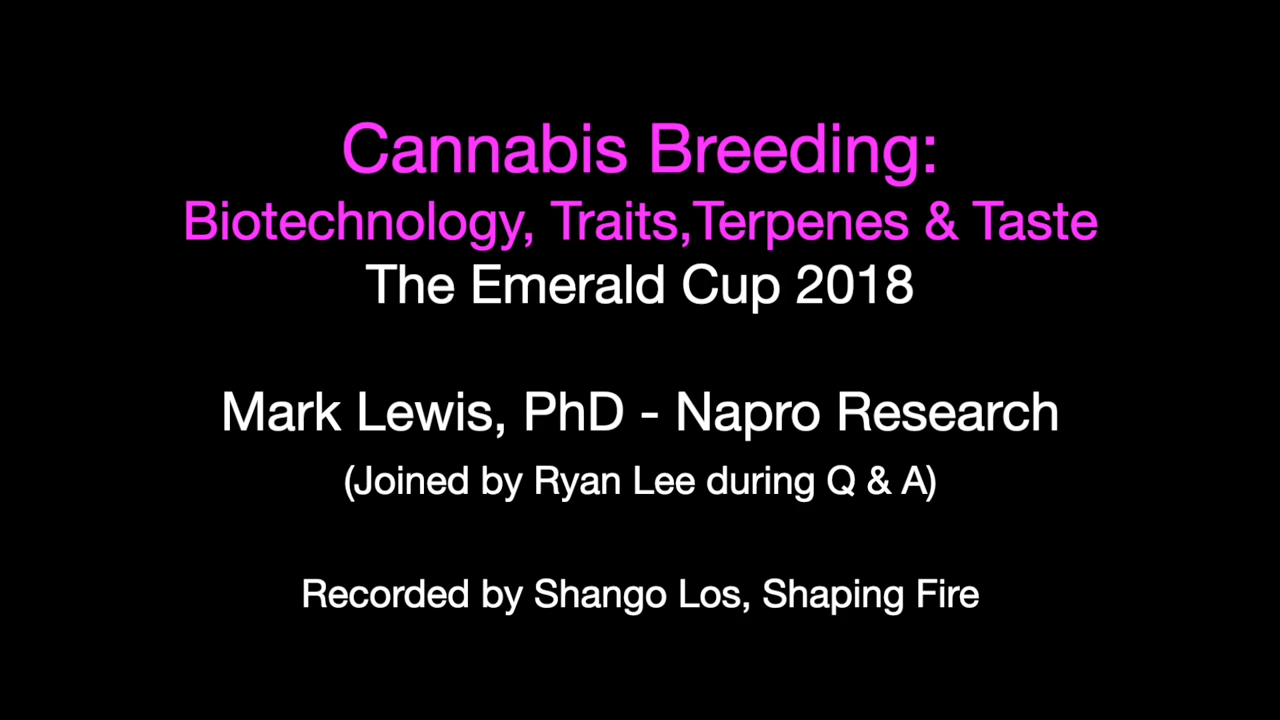 Cannabis Breeding:
Biotechnology, Traits,Terpenes & Taste
The Emerald Cup 2018
Mark Lewis, PhD - Napro Research
(Joined by Ryan Lee during Q & A)
Recorded by Shango Los, Shaping Fire